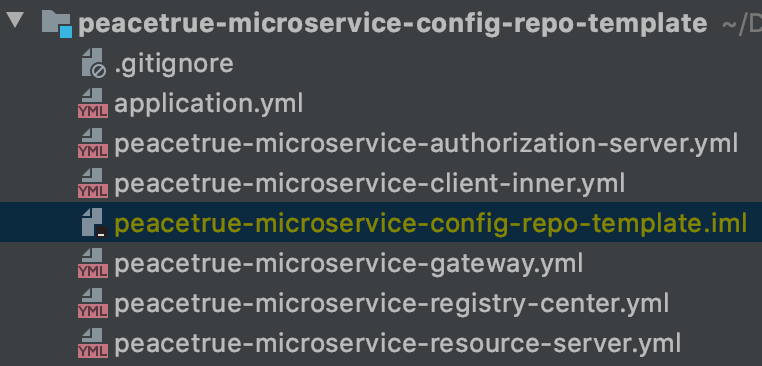 peacetrue-microservice-config-repo-template ~/D
.gitignore
YML application.yml
YML peacetrue-microservice-authorization-server.yml
YML peacetrue-microservice-client-inner.yml
peacetrue-microservice-config-repo-template.iml
YML peacetrue-microservice-gateway.yml
YML peacetrue-microservice-registry-center.yml
YML peacetrue-microservice-resource-server.yml